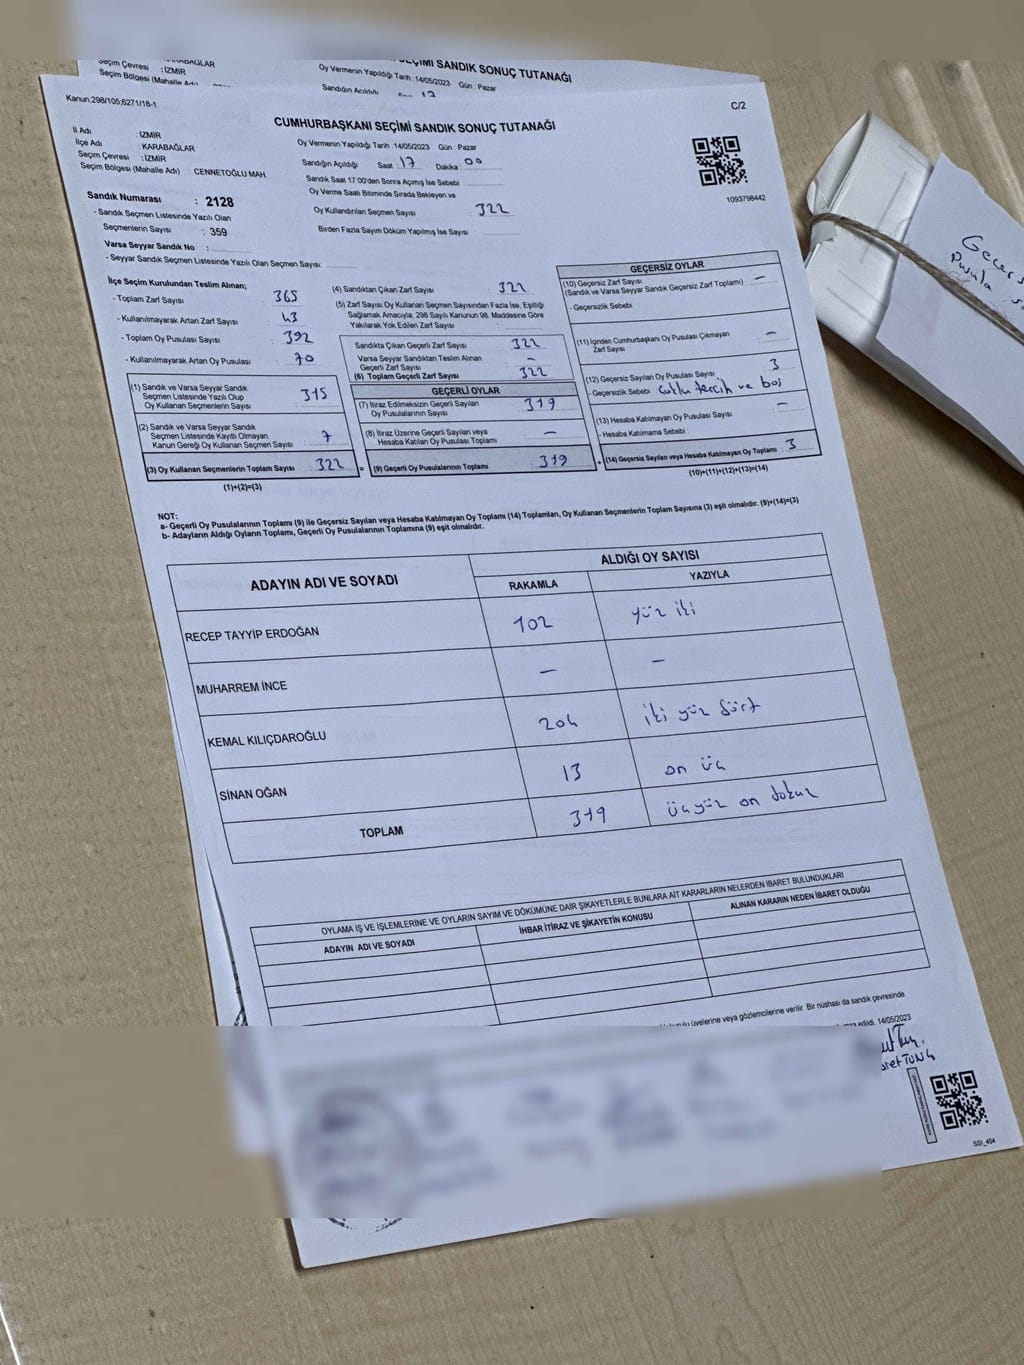 KARABAĞLAR
Seçim Çevresi : İZMİR
Seçim Bölgesi (Mahalle Adı)
SEÇİMİ SANDIK SONUÇ TUTANAĞI
Oy Vermenin Yapıldığı Tarih :14/05/2023 Gün : Pazar
Sandığın Açıldığı 17
Kanun:298/105;6271/18-1
C/2
CUMHURBAŞKANI SEÇİMİ SANDIK SONUÇ TUTANAĞI
İl Adı : İZMİR
İlçe Adı : KARABAĞLAR
Seçim Çevresi : İZMİR
Seçim Bölgesi (Mahalle Adı) : CENNETOĞLU MAH.
Oy Vermenin Yapıldığı Tarih :14/05/2023 Gün : Pazar
Sandığın Açıldığı Saat : 17 Dakika : 00
Sandık Saat 17:00'den Sonra Açılmış İse Sebebi :
Oy Verme Saati Bitiminde Sırada Bekleyen ve
Oy Kullandırılan Seçmen Sayısı : 322
Birden Fazla Sayım Döküm Yapılmış İse Sayısı :
1093798442
Sandık Numarası : 2128
- Sandık Seçmen Listesinde Yazılı Olan
Seçmenlerin Sayısı : 359
Varsa Seyyar Sandık No :
- Seyyar Sandık Seçmen Listesinde Yazılı Olan Seçmen Sayısı:
İlçe Seçim Kurulundan Teslim Alınan;
- Toplam Zarf Sayısı : 365
- Kullanılmayarak Artan Zarf Sayısı : 43
- Toplam Oy Pusulası Sayısı : 392
- Kullanılmayarak Artan Oy Pusulası : 70
(1) Sandık ve Varsa Seyyar Sandık
Seçmen Listesinde Yazılı Olup
Oy Kullanan Seçmenlerin Sayısı : 315
(2) Sandık ve Varsa Seyyar Sandık
Seçmen Listesinde Kayıtlı Olmayan
Kanun Gereği Oy Kullanan Seçmen Sayısı : 7
(3) Oy Kullanan Seçmenlerin Toplam Sayısı : 322
(1)+(2)=(3)
(4) Sandıktan Çıkan Zarf Sayısı : 322
(5) Zarf Sayısı Oy Kullanan Seçmen Sayısından Fazla İse, Eşitliği
Sağlamak Amacıyla; 298 Sayılı Kanunun 98. Maddesine Göre
Yakılarak Yok Edilen Zarf Sayısı :
Sandıkta Çıkan Geçerli Zarf Sayısı : 322
Varsa Seyyar Sandıktan Teslim Alınan
Geçerli Zarf Sayısı : –
(6) Toplam Geçerli Zarf Sayısı : 322
GEÇERLİ OYLAR
(7) İtiraz Edilmeksizin Geçerli Sayılan
Oy Pusulalarının Sayısı : 319
(8) İtiraz Üzerine Geçerli Sayılan veya
Hesaba Katılan Oy Pusulası Toplamı : –
= (9) Geçerli Oy Pusulalarının Toplamı : 319
GEÇERSİZ OYLAR
(10) Geçersiz Zarf Sayısı
(Sandık ve Varsa Seyyar Sandık Geçersiz Zarf Toplamı) : –
- Geçersizlik Sebebi :
(11) İçinden Cumhurbaşkanı Oy Pusulası Çıkmayan
Zarf Sayısı : –
(12) Geçersiz Sayılan Oy Pusulası Sayısı : 3
- Geçersizlik Sebebi : çoklu tercih ve boş
(13) Hesaba Katılmayan Oy Pusulası Sayısı : –
- Hesaba Katılmama Sebebi :
+ (14) Geçersiz Sayılan veya Hesaba Katılmayan Oy Toplamı : 3
(10)+(11)+(12)+(13)=(14)
NOT:
a- Geçerli Oy Pusulalarının Toplamı (9) ile Geçersiz Sayılan veya Hesaba Katılmayan Oy Toplamı (14) Toplamları, Oy Kullanan Seçmenlerin Toplam Sayısına (3) eşit olmalıdır. (9)+(14)=(3)
b- Adayların Aldığı Oyların Toplamı, Geçerli Oy Pusulalarının Toplamına (9) eşit olmalıdır.
ADAYIN ADI VE SOYADI
ALDIĞI OY SAYISI
RAKAMLA YAZIYLA
RECEP TAYYİP ERDOĞAN 102 yüz iki
MUHARREM İNCE – –
KEMAL KILIÇDAROĞLU 204 iki yüz dört
SİNAN OĞAN 13 on üç
TOPLAM 319 üçyüz on dokuz
OYLAMA İŞ VE İŞLEMLERİNE VE OYLARIN SAYIM VE DÖKÜMÜNE DAİR ŞİKAYETLERLE BUNLARA AİT KARARLARIN NELERDEN İBARET BULUNDUKLARI
ADAYIN ADI VE SOYADI İHBAR İTİRAZ VE ŞİKAYETİN KONUSU ALINAN KARARIN NEDEN İBARET OLDUĞU
üyelerine veya gözlemcilerine verilir. Bir nüshası da sandık çevresinde
edildi. 14/05/2023
SSİ_404
Pusula